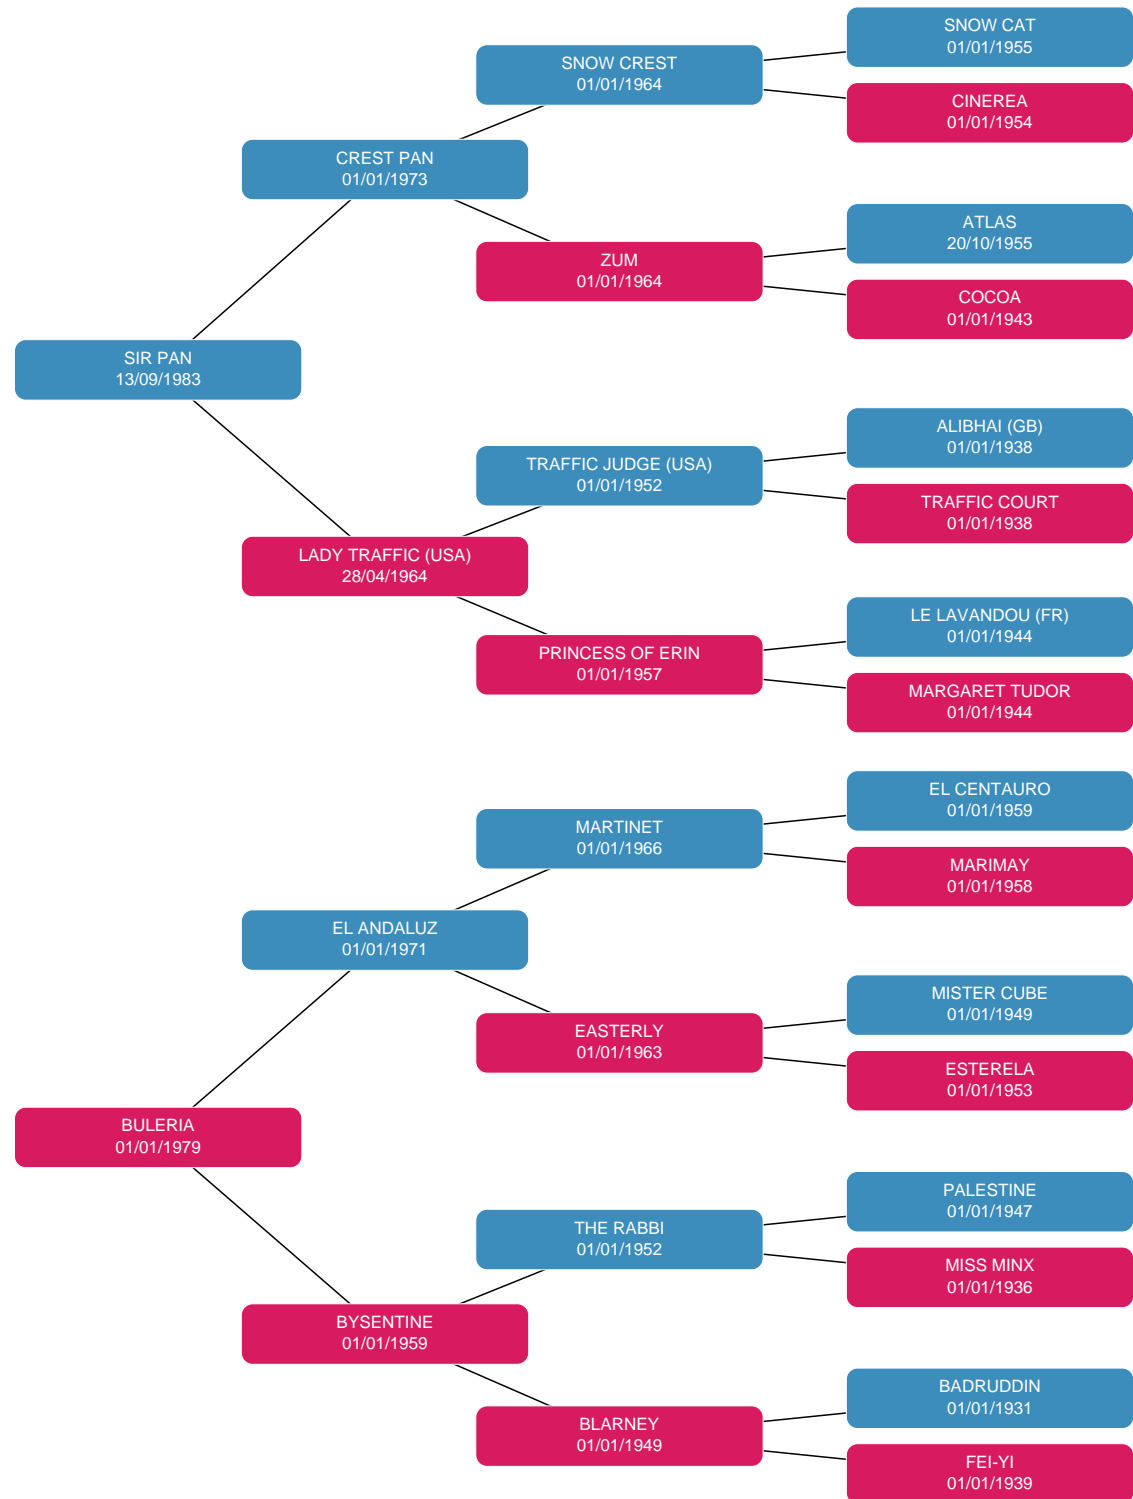 SNOW CAT
01/01/1955
SNOW CREST
01/01/1964
CINEREA
01/01/1954
CREST PAN
01/01/1973
ATLAS
20/10/1955
ZUM
01/01/1964
COCOA
01/01/1943
SIR PAN
13/09/1983
ALIBHAI (GB)
01/01/1938
TRAFFIC JUDGE (USA)
01/01/1952
TRAFFIC COURT
01/01/1938
LADY TRAFFIC (USA)
28/04/1964
LE LAVANDOU (FR)
01/01/1944
PRINCESS OF ERIN
01/01/1957
MARGARET TUDOR
01/01/1944
EL CENTAURO
01/01/1959
MARTINET
01/01/1966
MARIMAY
01/01/1958
EL ANDALUZ
01/01/1971
MISTER CUBE
01/01/1949
EASTERLY
01/01/1963
ESTERELA
01/01/1953
BULERIA
01/01/1979
PALESTINE
01/01/1947
THE RABBI
01/01/1952
MISS MINX
01/01/1936
BYSENTINE
01/01/1959
BADRUDDIN
01/01/1931
BLARNEY
01/01/1949
FEI-YI
01/01/1939